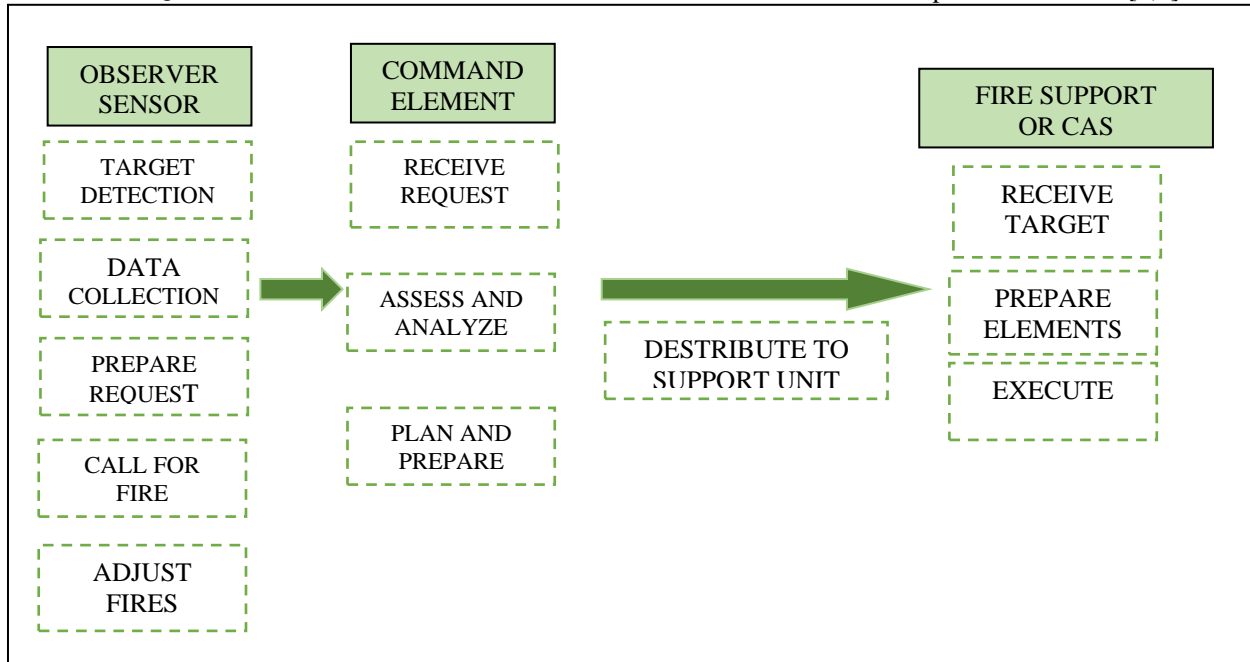 OBSERVER
SENSOR
TARGET
DETECTION
DATA
COLLECTION
PREPARE
REQUEST
CALL FOR
FIRE
ADJUST
FIRES
COMMAND
ELEMENT
RECEIVE
REQUEST
ASSESS AND
ANALYZE
PLAN AND
PREPARE
DESTRIBUTE TO
SUPPORT UNIT
FIRE SUPPORT
OR CAS
RECEIVE
TARGET
PREPARE
ELEMENTS
EXECUTE